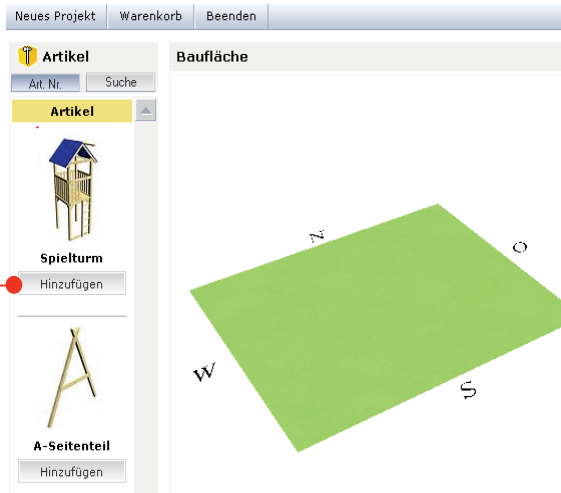 Neues Projekt Warenkorb Beenden
Artikel
Art. Nr. Suche
Artikel
Spielturm
Hinzufügen
A-Seitenteil
Hinzufügen
Baufläche
N
O
W
S